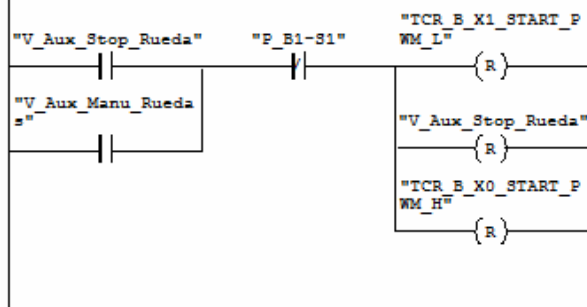 "V_Aux_Stop_Rueda"
"P_B1-S1"
"TCR_B_X1_START_P
WM_L"
(R)
"V_Aux_Manu_Rueda
s"
"V_Aux_Stop_Rueda"
(R)
"TCR_B_X0_START_P
WM_H"
(R)